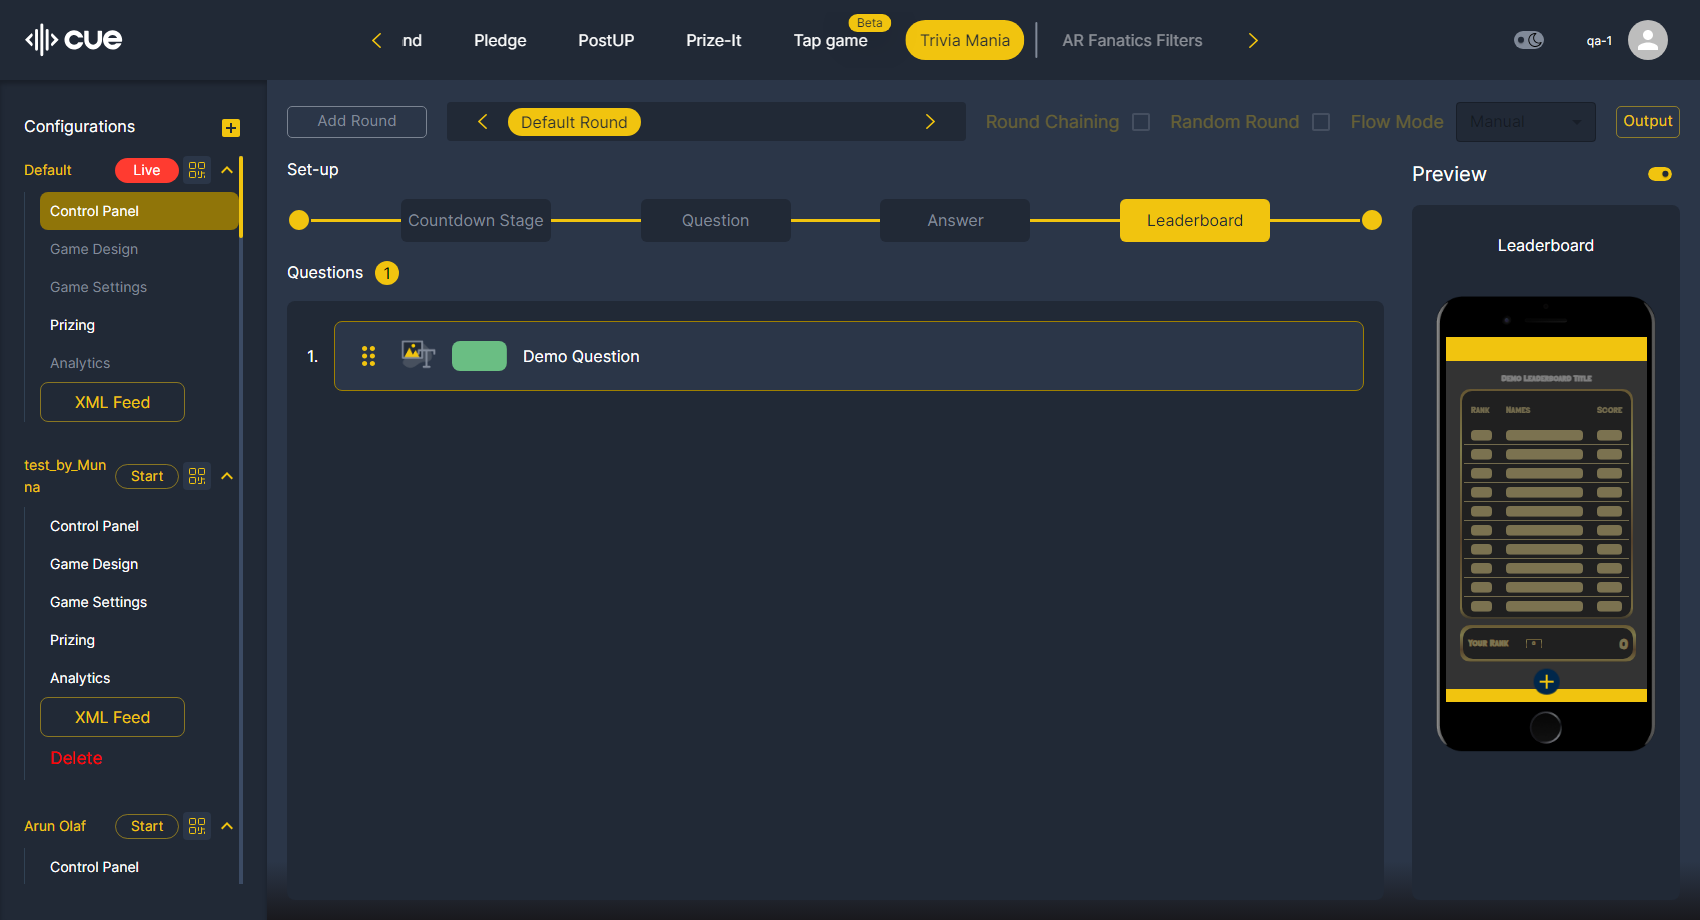 cue
nd
Pledge
PostUP
Prize-It
Tap game
Beta
Trivia Mania
AR Fanatics Filters
qa-1
Configurations
Default
Live
Control Panel
Game Design
Game Settings
Prizing
Analytics
XML Feed
test_by_Mun
na
Start
Control Panel
Game Design
Game Settings
Prizing
Analytics
XML Feed
Delete
Arun Olaf
Start
Control Panel
Add Round
Default Round
Round Chaining
Random Round
Flow Mode
Manual
Output
Set-up
Countdown Stage
Question
Answer
Leaderboard
Questions 1
1.
Demo Question
Preview
Leaderboard
Demo Leaderboard Title
Rank Names Score
Your Rank 0